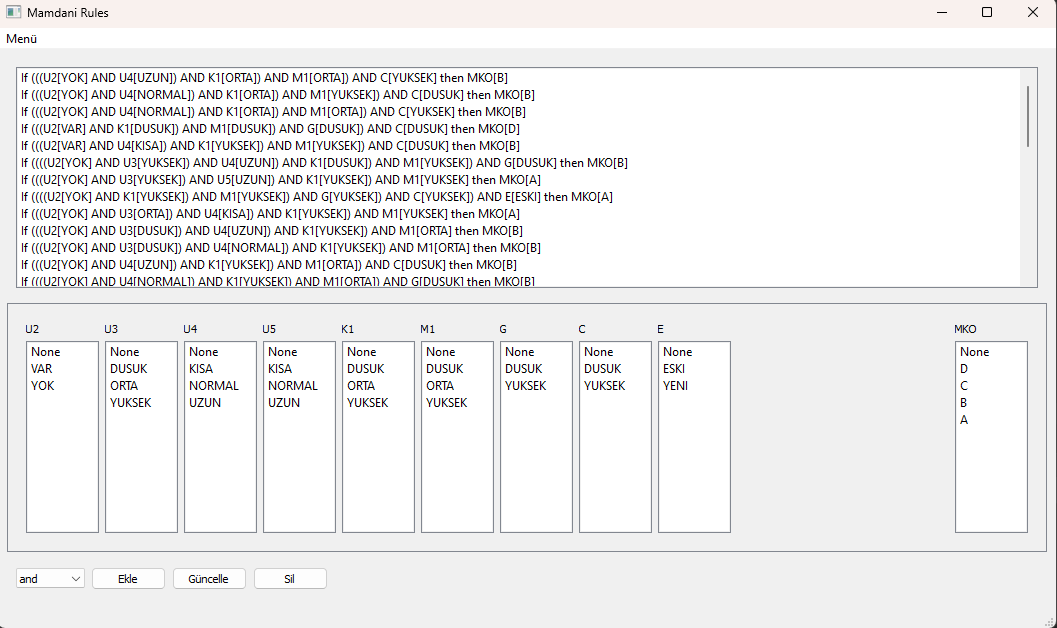 Mamdani Rules
Menü
If (((U2[YOK] AND U4[UZUN]) AND K1[ORTA]) AND M1[ORTA]) AND C[YUKSEK] then MKO[B]
If (((U2[YOK] AND U4[NORMAL]) AND K1[ORTA]) AND M1[YUKSEK]) AND C[DUSUK] then MKO[B]
If (((U2[YOK] AND U4[NORMAL]) AND K1[ORTA]) AND M1[ORTA]) AND C[YUKSEK] then MKO[B]
If (((U2[VAR] AND K1[DUSUK]) AND M1[DUSUK]) AND G[DUSUK]) AND C[DUSUK] then MKO[D]
If (((U2[VAR] AND U4[KISA]) AND K1[YUKSEK]) AND M1[YUKSEK]) AND C[DUSUK] then MKO[B]
If ((((U2[YOK] AND U3[YUKSEK]) AND U4[UZUN]) AND K1[DUSUK]) AND M1[YUKSEK]) AND G[DUSUK] then MKO[B]
If (((U2[YOK] AND U3[YUKSEK]) AND U5[UZUN]) AND K1[YUKSEK]) AND M1[YUKSEK] then MKO[A]
If ((((U2[YOK] AND K1[YUKSEK]) AND M1[YUKSEK]) AND G[YUKSEK]) AND C[YUKSEK]) AND E[ESKI] then MKO[A]
If (((U2[YOK] AND U3[ORTA]) AND U4[KISA]) AND K1[YUKSEK]) AND M1[YUKSEK] then MKO[A]
If (((U2[YOK] AND U3[DUSUK]) AND U4[UZUN]) AND K1[YUKSEK]) AND M1[ORTA] then MKO[B]
If (((U2[YOK] AND U3[DUSUK]) AND U4[NORMAL]) AND K1[YUKSEK]) AND M1[ORTA] then MKO[B]
If (((U2[YOK] AND U4[UZUN]) AND K1[YUKSEK]) AND M1[ORTA]) AND C[DUSUK] then MKO[B]
If (((U2[YOK] AND U4[NORMAL]) AND K1[YUKSEK]) AND M1[ORTA]) AND G[DUSUK] then MKO[B]
U2 U3 U4 U5 K1 M1 G C E MKO
None None None None None None None None None None
VAR DUSUK KISA KISA DUSUK DUSUK DUSUK DUSUK ESKI D
YOK ORTA NORMAL NORMAL ORTA ORTA YUKSEK YUKSEK YENI C
YUKSEK UZUN UZUN YUKSEK YUKSEK B
A
and Ekle Güncelle Sil